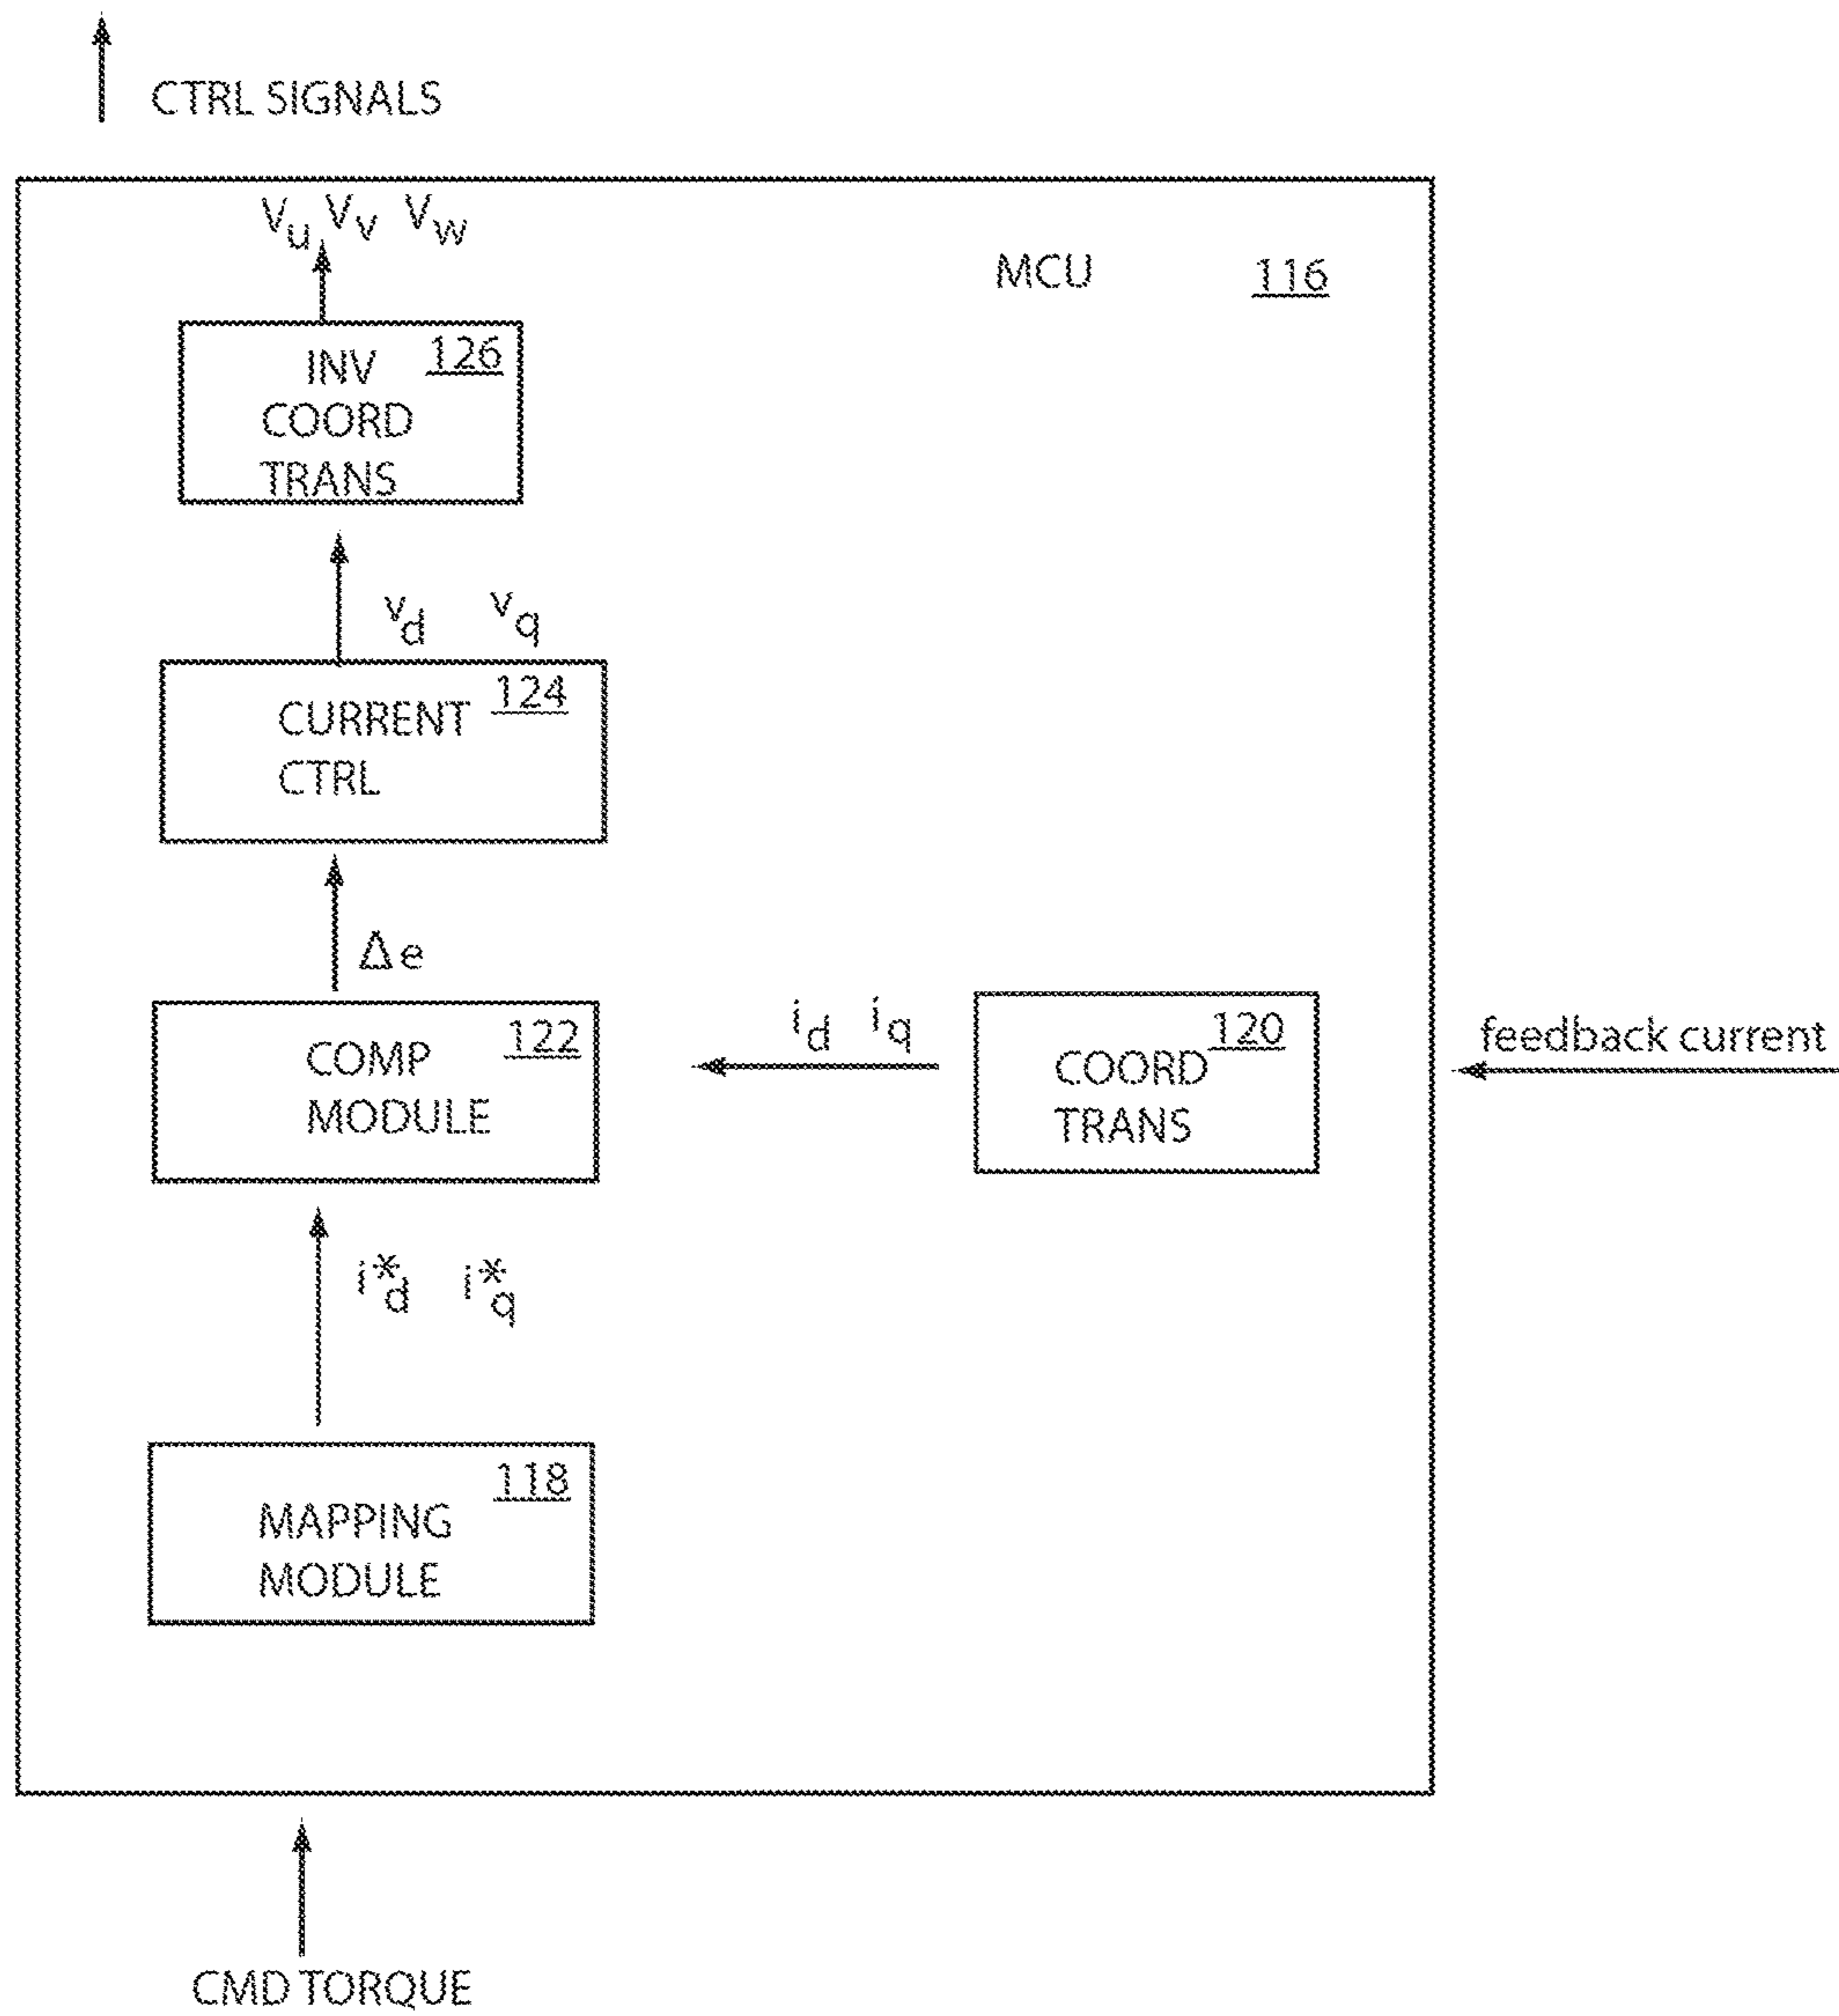 CTRL SIGNALS
Vu Vv Vw
MCU 116
126
INV
COORD
TRANS
vd vq
124
CURRENT
CTRL
Δe
122
COMP
MODULE
id iq
120
COORD
TRANS
feedback current
i*d i*q
118
MAPPING
MODULE
CMD TORQUE